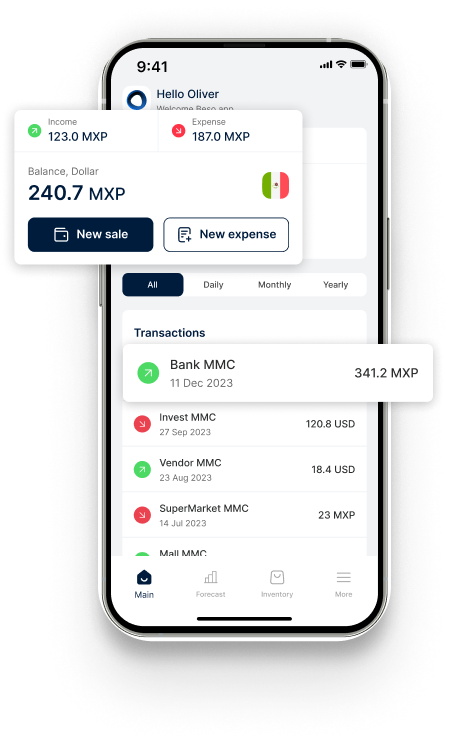 9:41
Hello Oliver
Welcome Beso app
Income
123.0 MXP
Expense
187.0 MXP
Balance, Dollar
240.7 MXP
New sale
New expense
All
Daily
Monthly
Yearly
Transactions
Bank MMC
11 Dec 2023
341.2 MXP
Invest MMC
27 Sep 2023
120.8 USD
Vendor MMC
23 Aug 2023
18.4 USD
SuperMarket MMC
14 Jul 2023
23 MXP
Mall MMC
Main
Forecast
Inventory
More